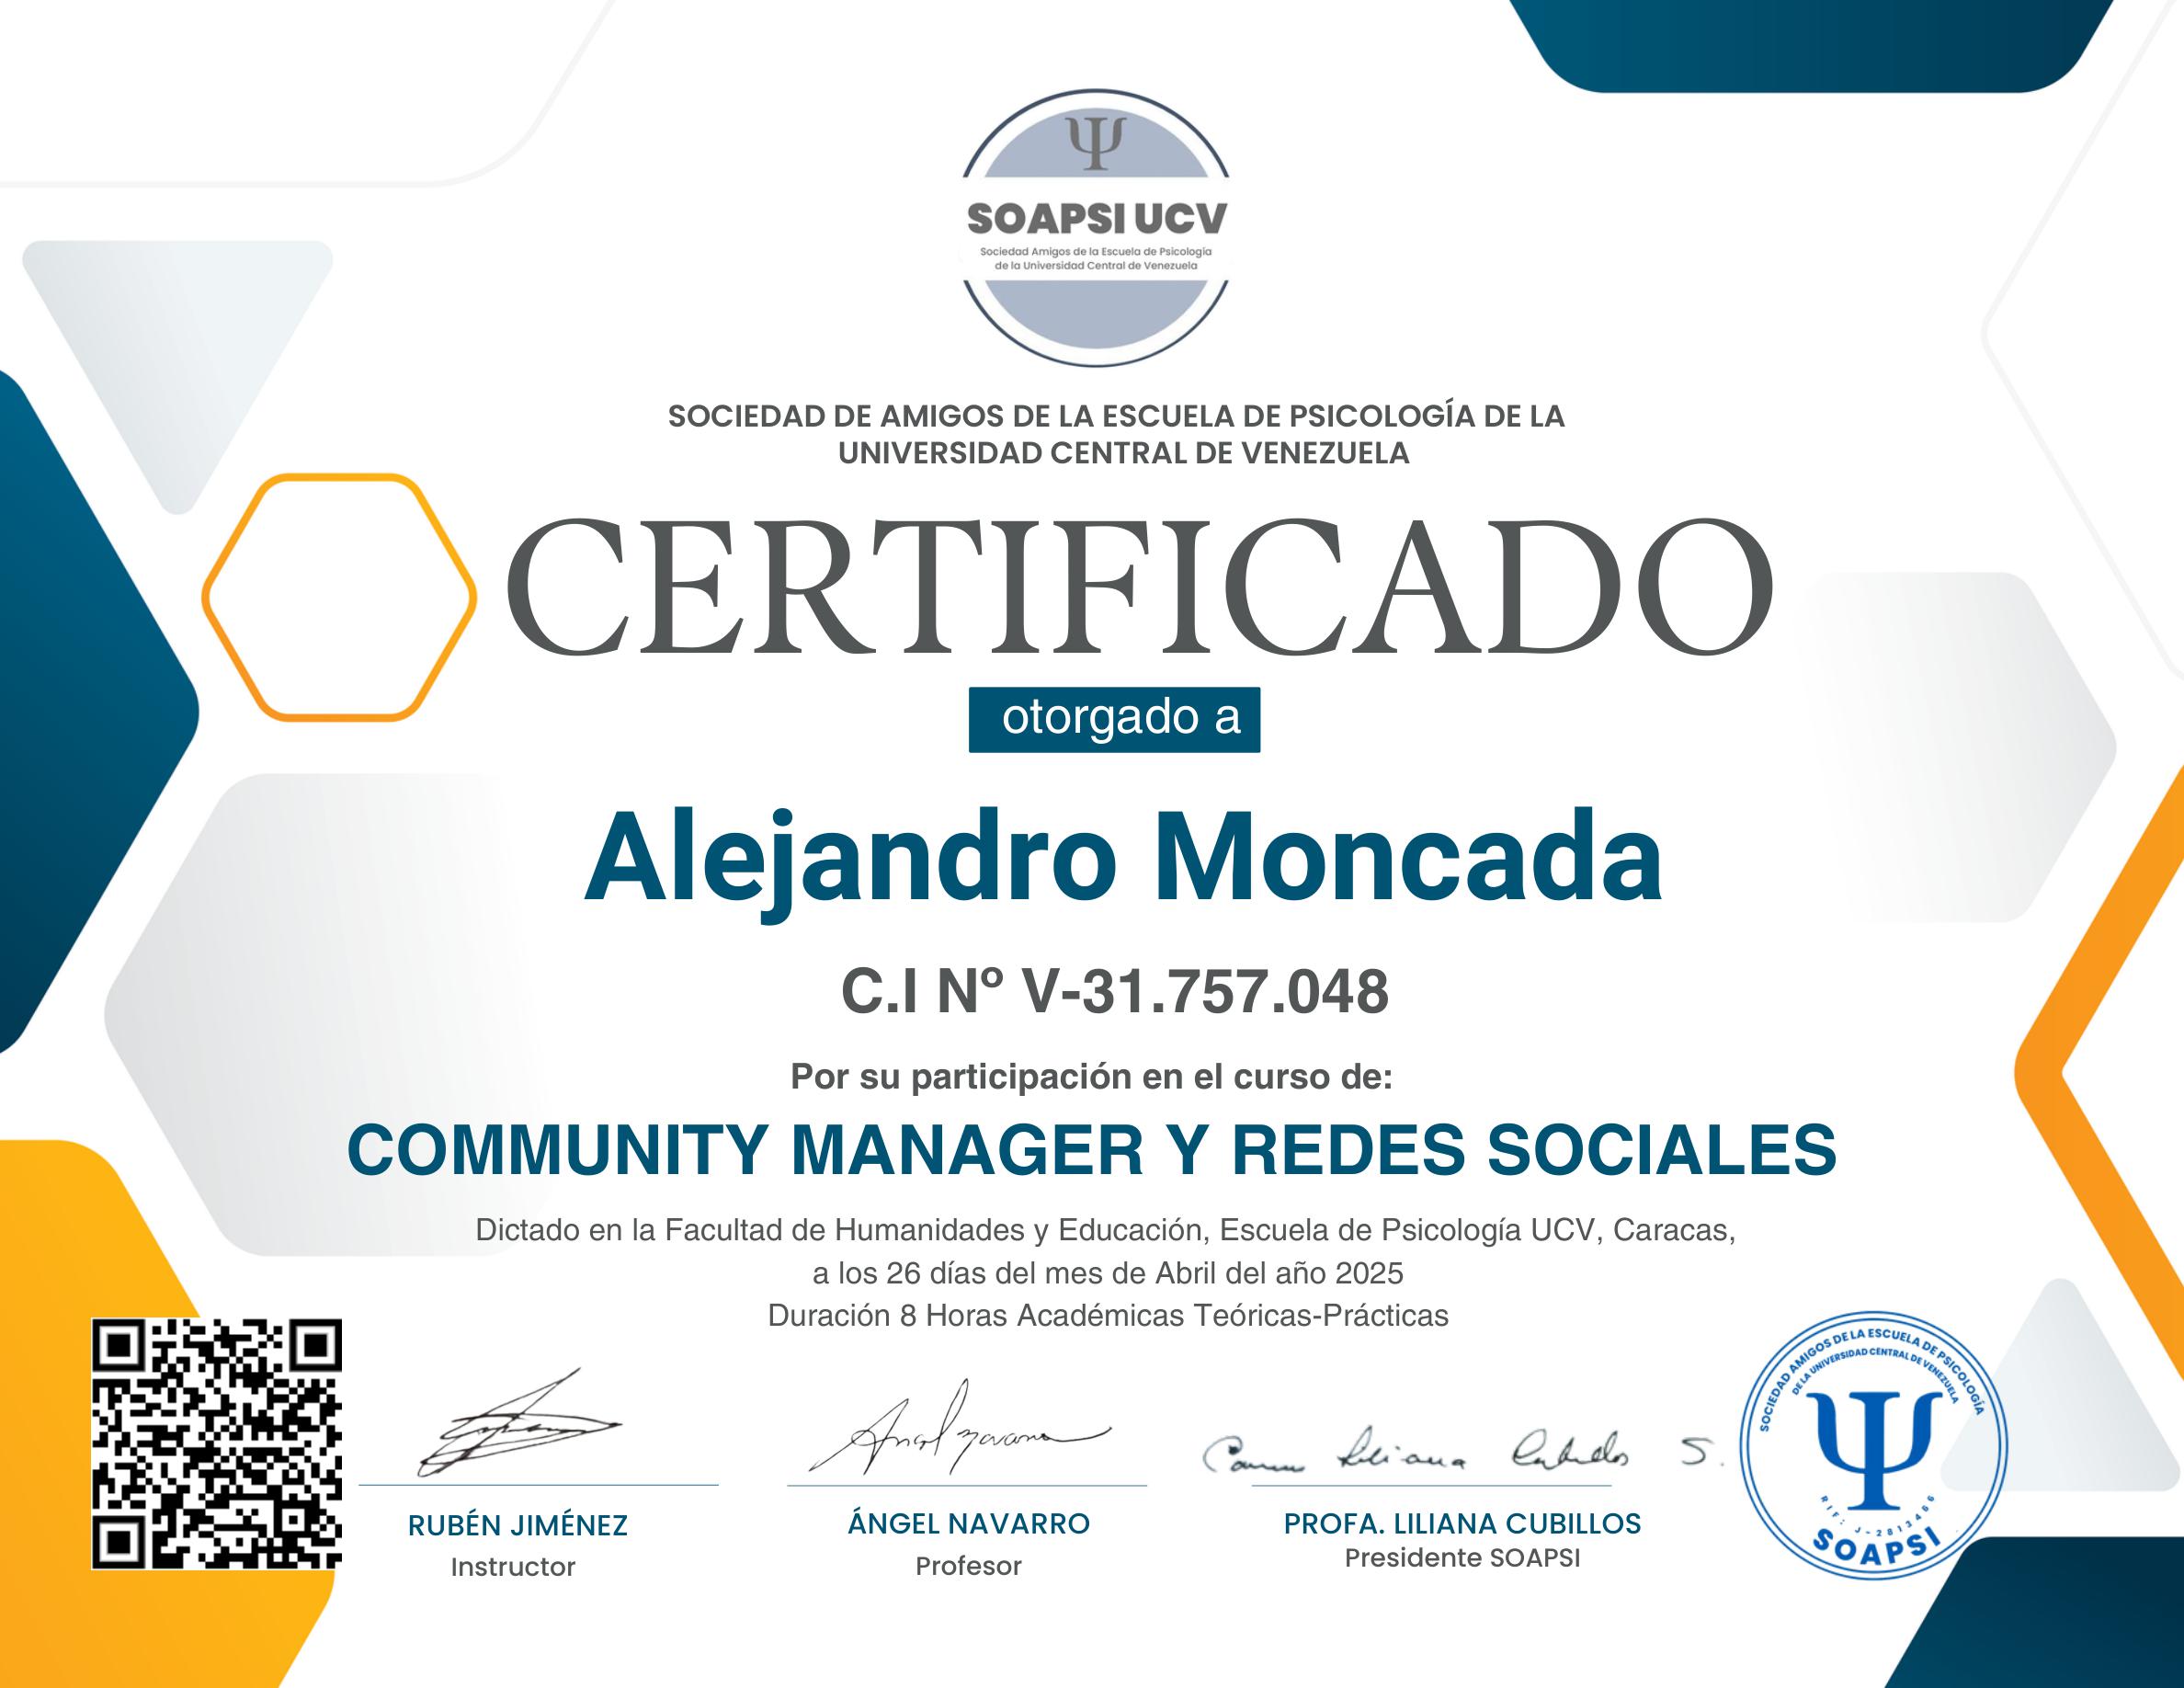 Ψ
SOAPSI UCV
Sociedad Amigos de la Escuela de Psicología
de la Universidad Central de Venezuela
SOCIEDAD DE AMIGOS DE LA ESCUELA DE PSICOLOGÍA DE LA
UNIVERSIDAD CENTRAL DE VENEZUELA
CERTIFICADO
otorgado a
Alejandro Moncada
C.I Nº V-31.757.048
Por su participación en el curso de:
COMMUNITY MANAGER Y REDES SOCIALES
Dictado en la Facultad de Humanidades y Educación, Escuela de Psicología UCV, Caracas,
a los 26 días del mes de Abril del año 2025
Duración 8 Horas Académicas Teóricas-Prácticas
Angel Navarro
Liliana Cubillos S.
RUBÉN JIMÉNEZ
Instructor
ÁNGEL NAVARRO
Profesor
PROFA. LILIANA CUBILLOS
Presidente SOAPSI
SOCIEDAD AMIGOS DE LA ESCUELA DE PSICOLOGÍA
DE LA UNIVERSIDAD CENTRAL DE VENEZUELA
Ψ
RIF: J-2813466
SOAPSI